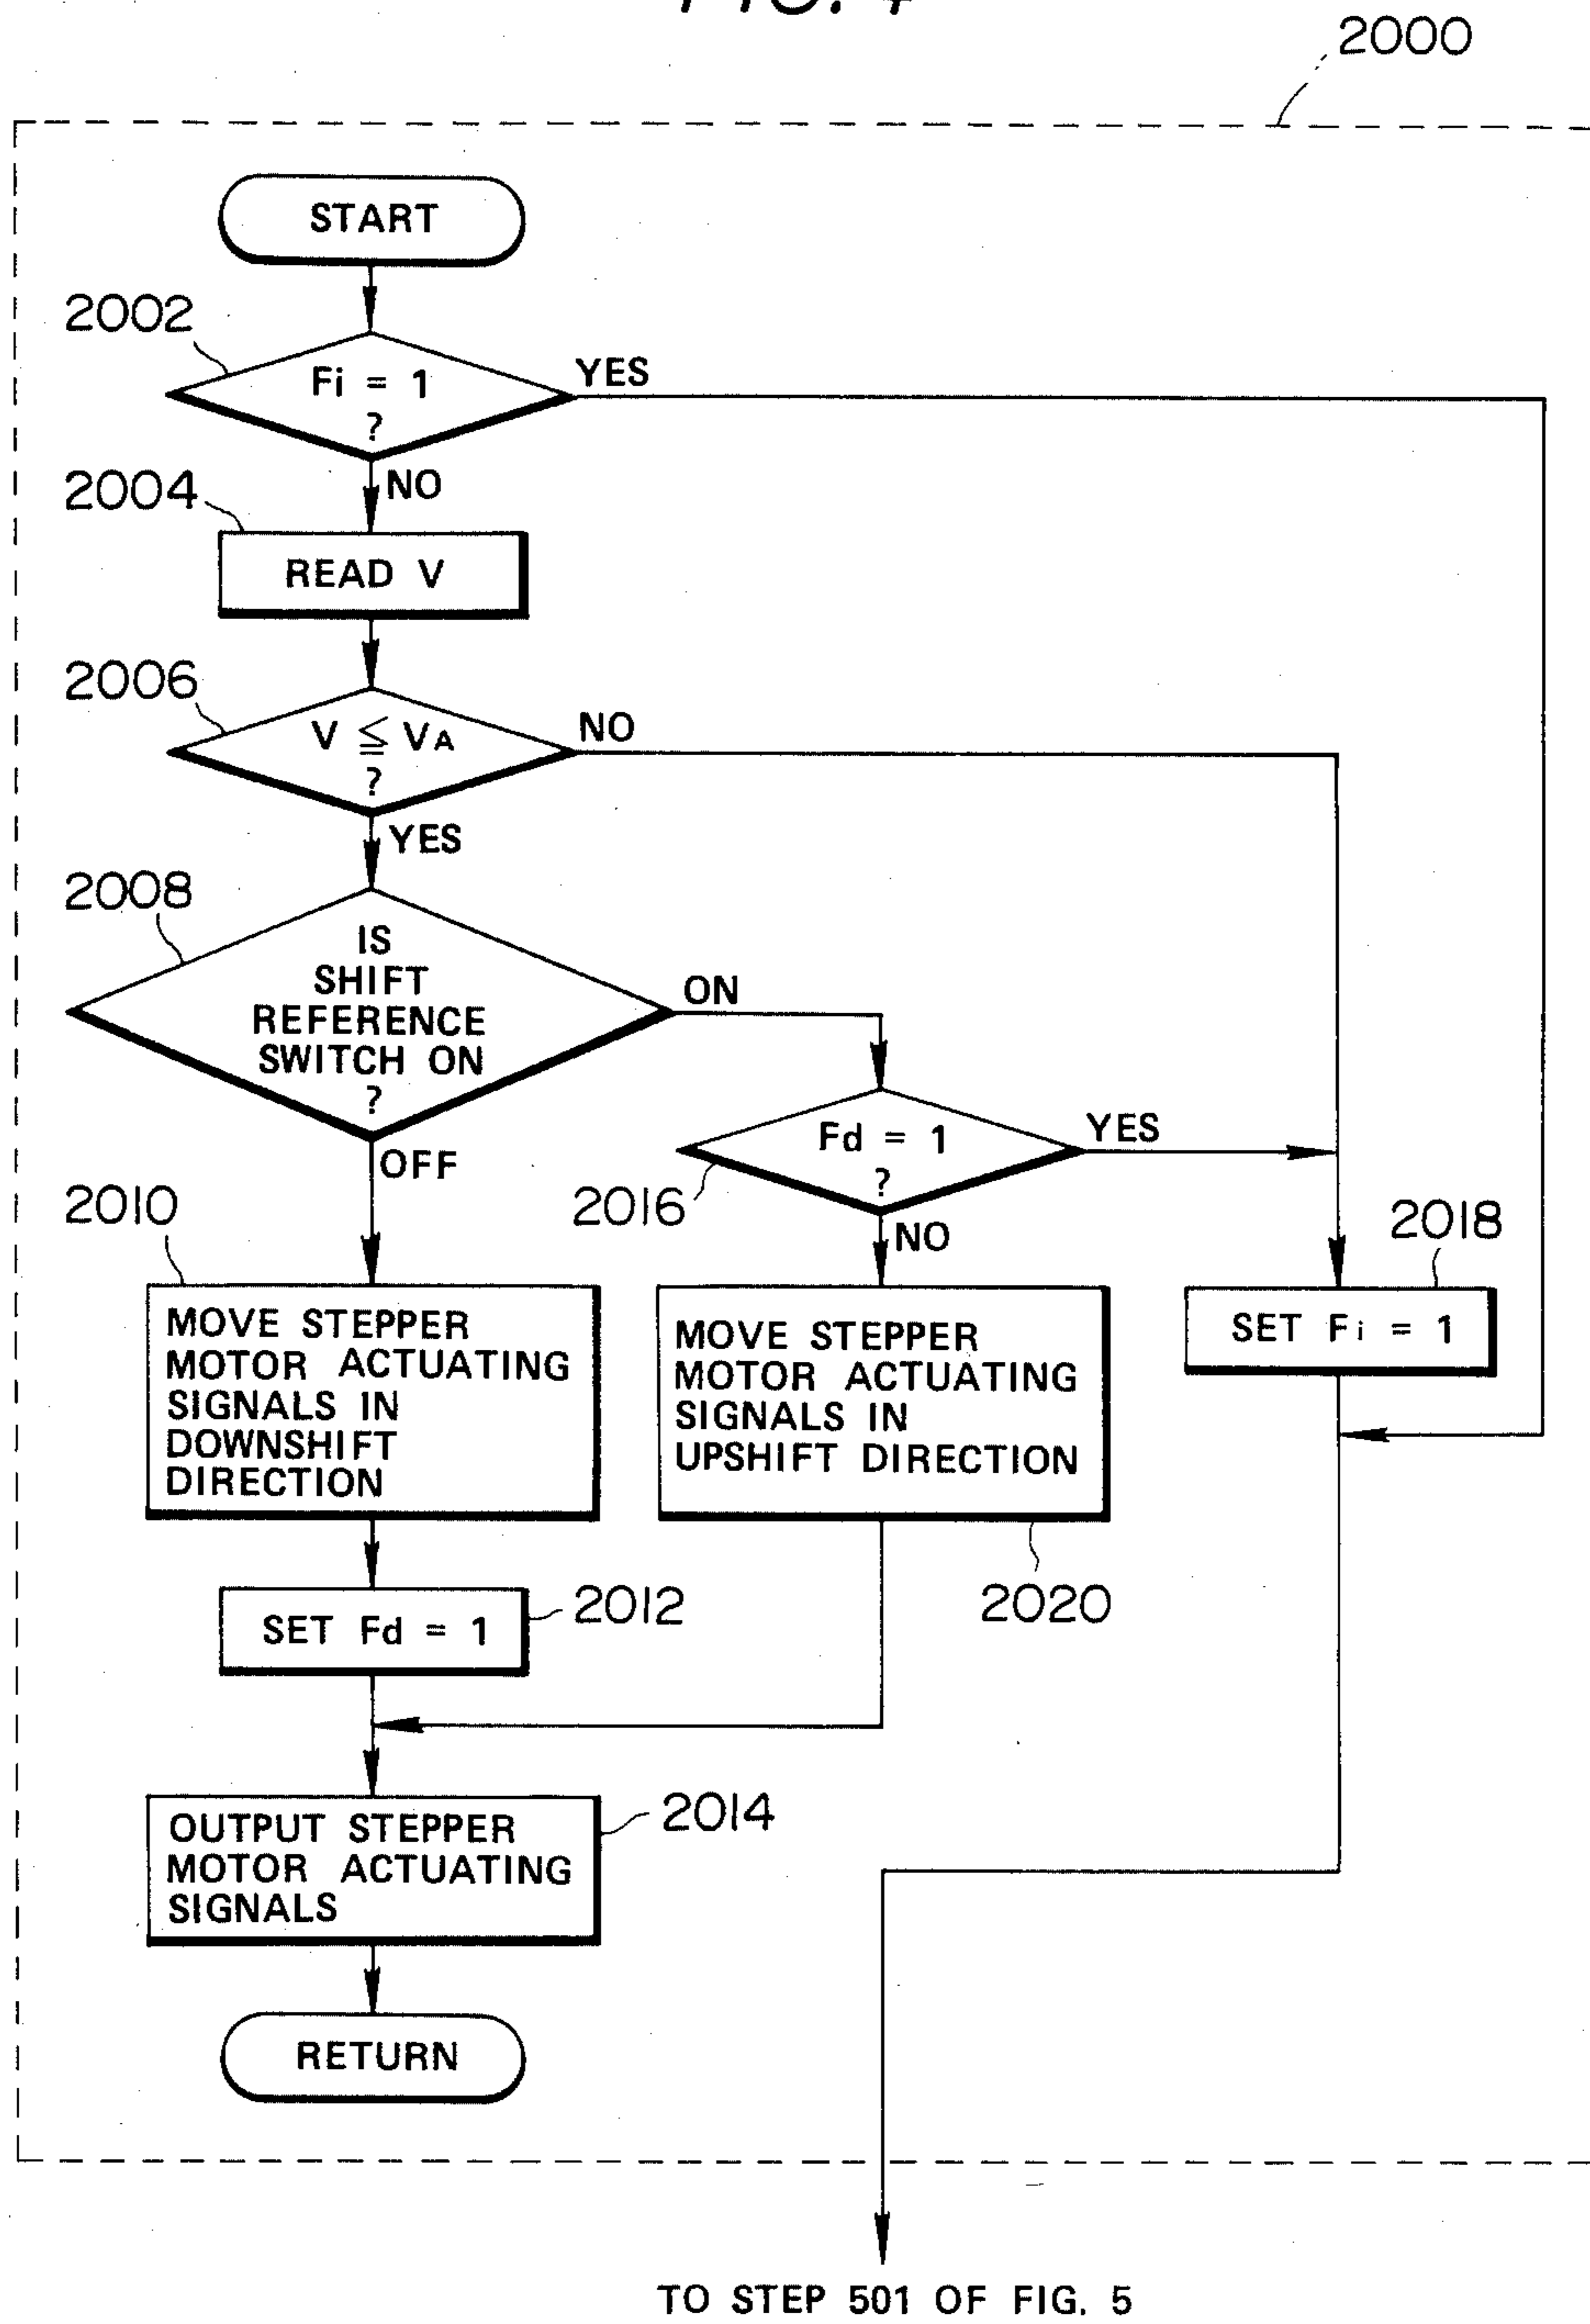 FIG. 4
2000
START
2002
Fi = 1
?
YES
NO
2004
READ V
2006
V ≦ VA
?
NO
YES
2008
IS
SHIFT
REFERENCE
SWITCH ON
?
ON
OFF
Fd = 1
?
YES
2016
NO
2010
MOVE STEPPER
MOTOR ACTUATING
SIGNALS IN
DOWNSHIFT
DIRECTION
MOVE STEPPER
MOTOR ACTUATING
SIGNALS IN
UPSHIFT DIRECTION
2018
SET Fi = 1
2020
SET Fd = 1
2012
OUTPUT STEPPER
MOTOR ACTUATING
SIGNALS
2014
RETURN
TO STEP 501 OF FIG. 5